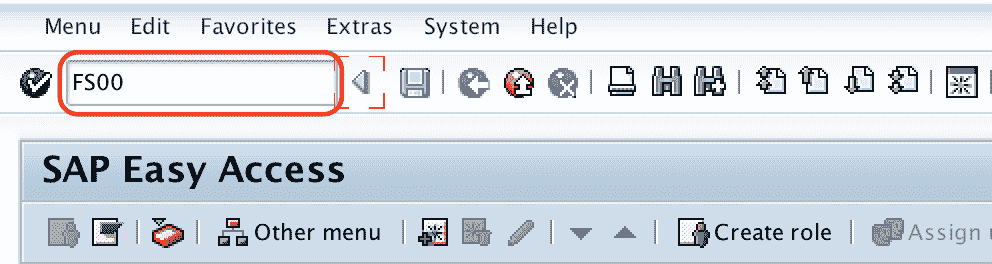 Menu Edit Favorites Extras System Help
FS00
SAP Easy Access
Other menu Create role Assign